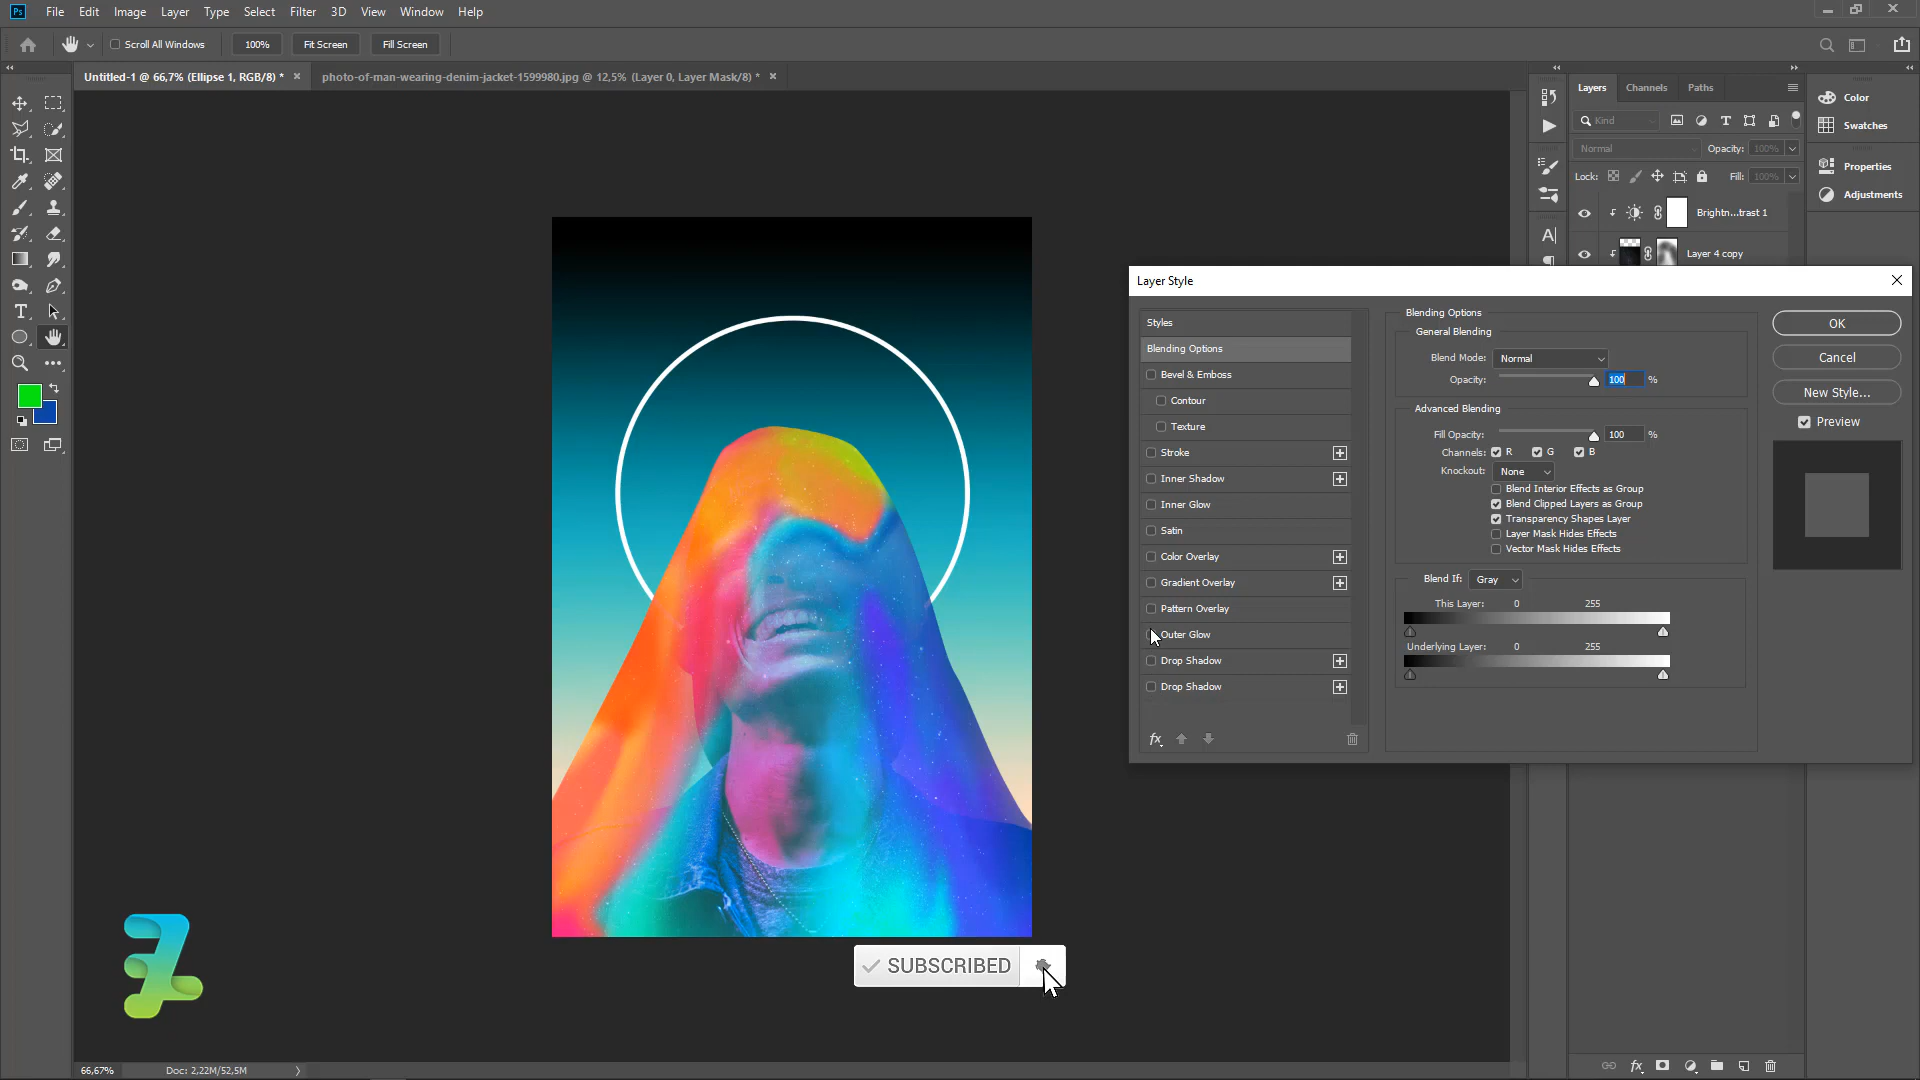 Ps File Edit Image Layer Type Select Filter 3D View Window Help
Scroll All Windows 100% Fit Screen Fill Screen
Untitled-1 @ 66,7% (Ellipse 1, RGB/8) * × photo-of-man-wearing-denim-jacket-1599980.jpg @ 12,5% (Layer 0, Layer Mask/8) * ×
Layers Channels Paths
Kind
Normal Opacity: 100%
Lock: Fill: 100%
Brightn...trast 1
Layer 4 copy
Color
Swatches
Properties
Adjustments
Layer Style
Styles
Blending Options
Bevel & Emboss
Contour
Texture
Stroke
Inner Shadow
Inner Glow
Satin
Color Overlay
Gradient Overlay
Pattern Overlay
Outer Glow
Drop Shadow
Drop Shadow
fx
Blending Options
General Blending
Blend Mode: Normal
Opacity: 100 %
Advanced Blending
Fill Opacity: 100 %
Channels: R G B
Knockout: None
Blend Interior Effects as Group
Blend Clipped Layers as Group
Transparency Shapes Layer
Layer Mask Hides Effects
Vector Mask Hides Effects
Blend If: Gray
This Layer: 0 255
Underlying Layer: 0 255
OK
Cancel
New Style...
Preview
SUBSCRIBED
66,67% Doc: 2,22M/52,5M
fx